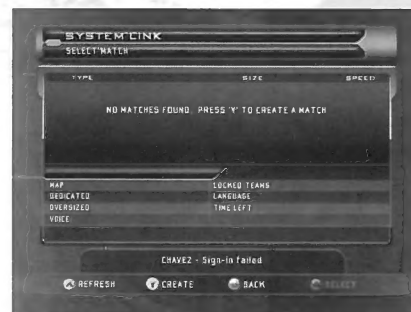 SYSTEM LINK
SELECT MATCH
TYPE SIZE SPEED
NO MATCHES FOUND. PRESS 'Y' TO CREATE A MATCH
MAP LOCKED TEAMS
DEDICATED LANGUAGE
OVERSIZED TIME LEFT
VOICE
CHAVEZ - Sign-in failed
X REFRESH Y CREATE B BACK A SELECT